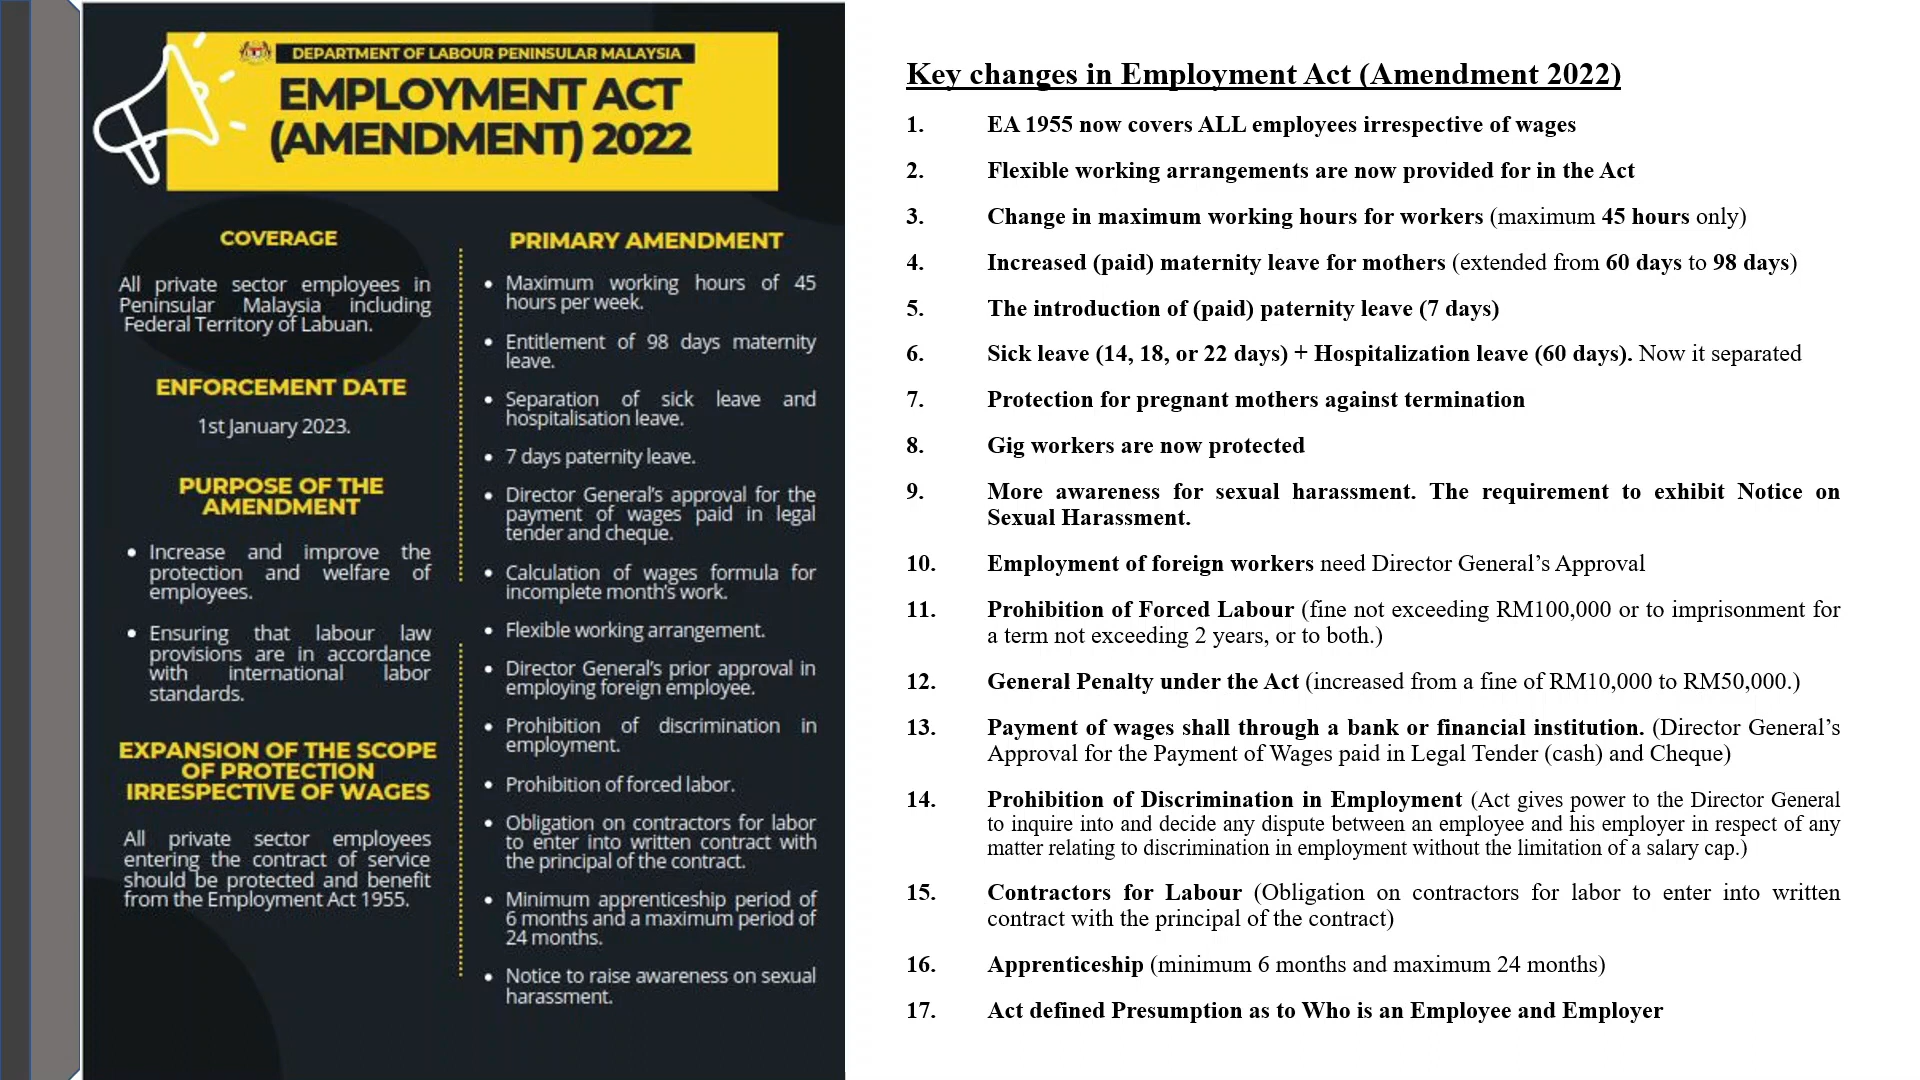 DEPARTMENT OF LABOUR PENINSULAR MALAYSIA
EMPLOYMENT ACT
(AMENDMENT) 2022
COVERAGE
All private sector employees in
Peninsular Malaysia including
Federal Territory of Labuan.
ENFORCEMENT DATE
1st January 2023.
PURPOSE OF THE
AMENDMENT
• Increase and improve the
protection and welfare of
employees.
• Ensuring that labour law
provisions are in accordance
with international labor
standards.
EXPANSION OF THE SCOPE
OF PROTECTION
IRRESPECTIVE OF WAGES
All private sector employees
entering the contract of service
should be protected and benefit
from the Employment Act 1955.
PRIMARY AMENDMENT
• Maximum working hours of 45
hours per week.
• Entitlement of 98 days maternity
leave.
• Separation of sick leave and
hospitalisation leave.
• 7 days paternity leave.
• Director General's approval for the
payment of wages paid in legal
tender and cheque.
• Calculation of wages formula for
incomplete month's work.
• Flexible working arrangement.
• Director General's prior approval in
employing foreign employee.
• Prohibition of discrimination in
employment.
• Prohibition of forced labor.
• Obligation on contractors for labor
to enter into written contract with
the principal of the contract.
• Minimum apprenticeship period of
6 months and a maximum period of
24 months.
• Notice to raise awareness on sexual
harassment.
Key changes in Employment Act (Amendment 2022)
1. EA 1955 now covers ALL employees irrespective of wages
2. Flexible working arrangements are now provided for in the Act
3. Change in maximum working hours for workers (maximum 45 hours only)
4. Increased (paid) maternity leave for mothers (extended from 60 days to 98 days)
5. The introduction of (paid) paternity leave (7 days)
6. Sick leave (14, 18, or 22 days) + Hospitalization leave (60 days). Now it separated
7. Protection for pregnant mothers against termination
8. Gig workers are now protected
9. More awareness for sexual harassment. The requirement to exhibit Notice on
Sexual Harassment.
10. Employment of foreign workers need Director General's Approval
11. Prohibition of Forced Labour (fine not exceeding RM100,000 or to imprisonment for
a term not exceeding 2 years, or to both.)
12. General Penalty under the Act (increased from a fine of RM10,000 to RM50,000.)
13. Payment of wages shall through a bank or financial institution. (Director General's
Approval for the Payment of Wages paid in Legal Tender (cash) and Cheque)
14. Prohibition of Discrimination in Employment (Act gives power to the Director General
to inquire into and decide any dispute between an employee and his employer in respect of any
matter relating to discrimination in employment without the limitation of a salary cap.)
15. Contractors for Labour (Obligation on contractors for labor to enter into written
contract with the principal of the contract)
16. Apprenticeship (minimum 6 months and maximum 24 months)
17. Act defined Presumption as to Who is an Employee and Employer